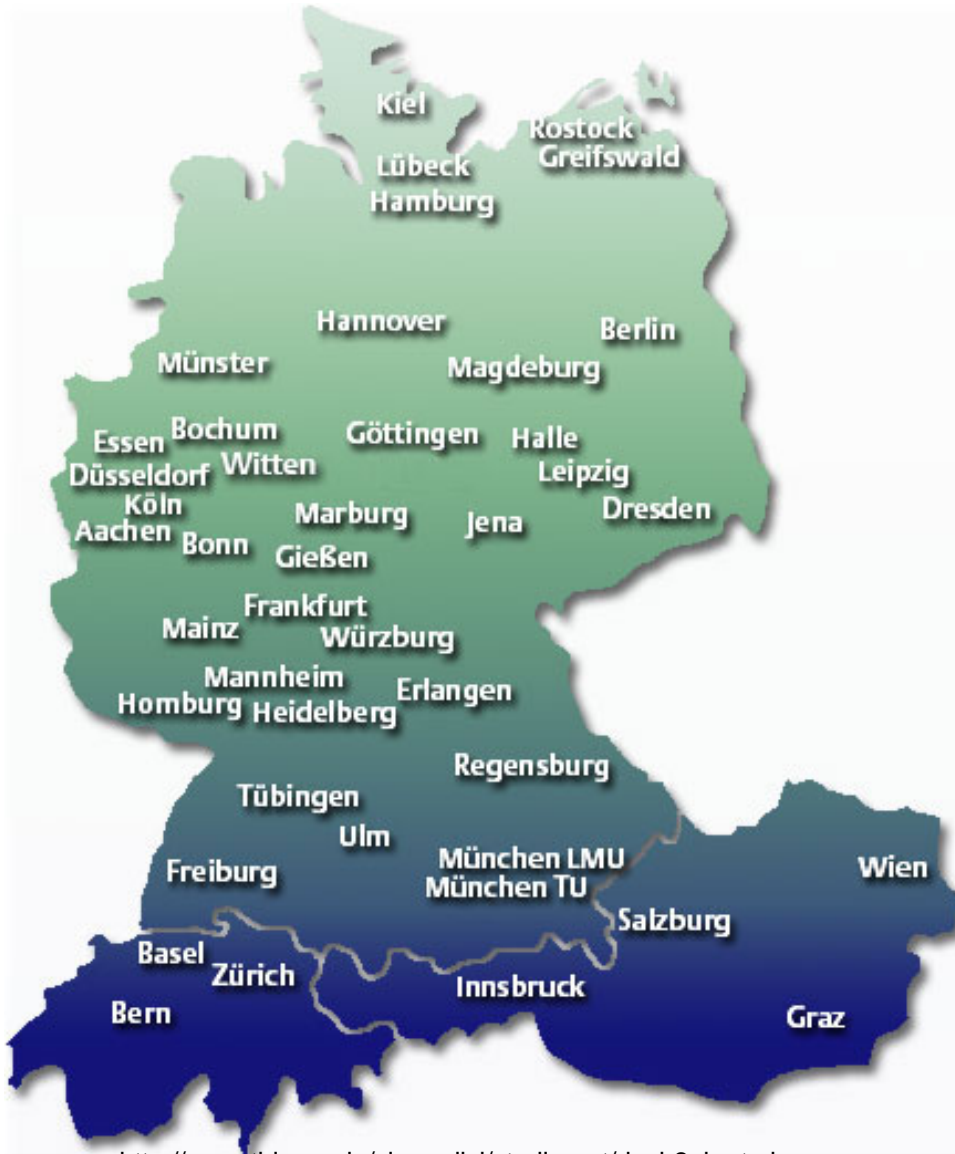 Kiel
Rostock
Greifswald
Lübeck
Hamburg
Hannover
Berlin
Münster
Magdeburg
Bochum
Göttingen
Halle
Essen
Witten
Leipzig
Düsseldorf
Köln
Marburg
Jena
Dresden
Aachen
Bonn
Gießen
Frankfurt
Mainz
Würzburg
Mannheim
Erlangen
Homburg
Heidelberg
Regensburg
Tübingen
Ulm
München LMU
München TU
Freiburg
Wien
Salzburg
Basel
Zürich
Innsbruck
Bern
Graz